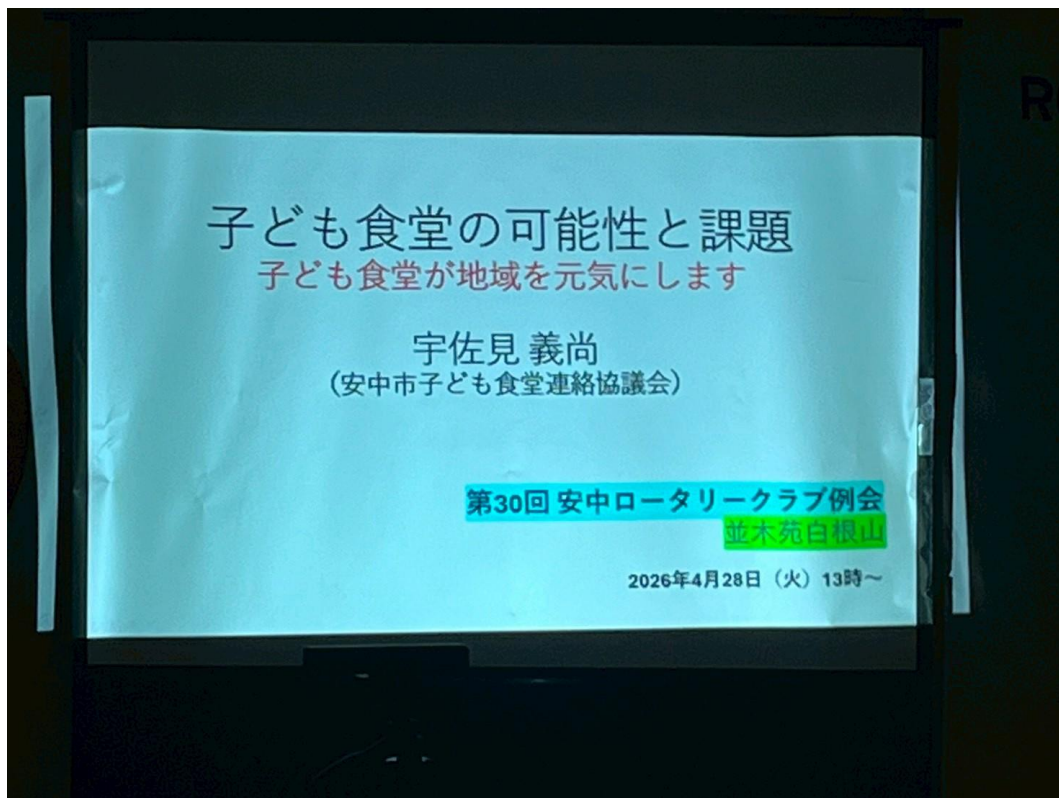 子ども食堂の可能性と課題
子ども食堂が地域を元気にします
宇佐見 義尚
(安中市子ども食堂連絡協議会)
第30回 安中ロータリークラブ例会
並木苑白根山
2026年4月28日（火）13時～
R